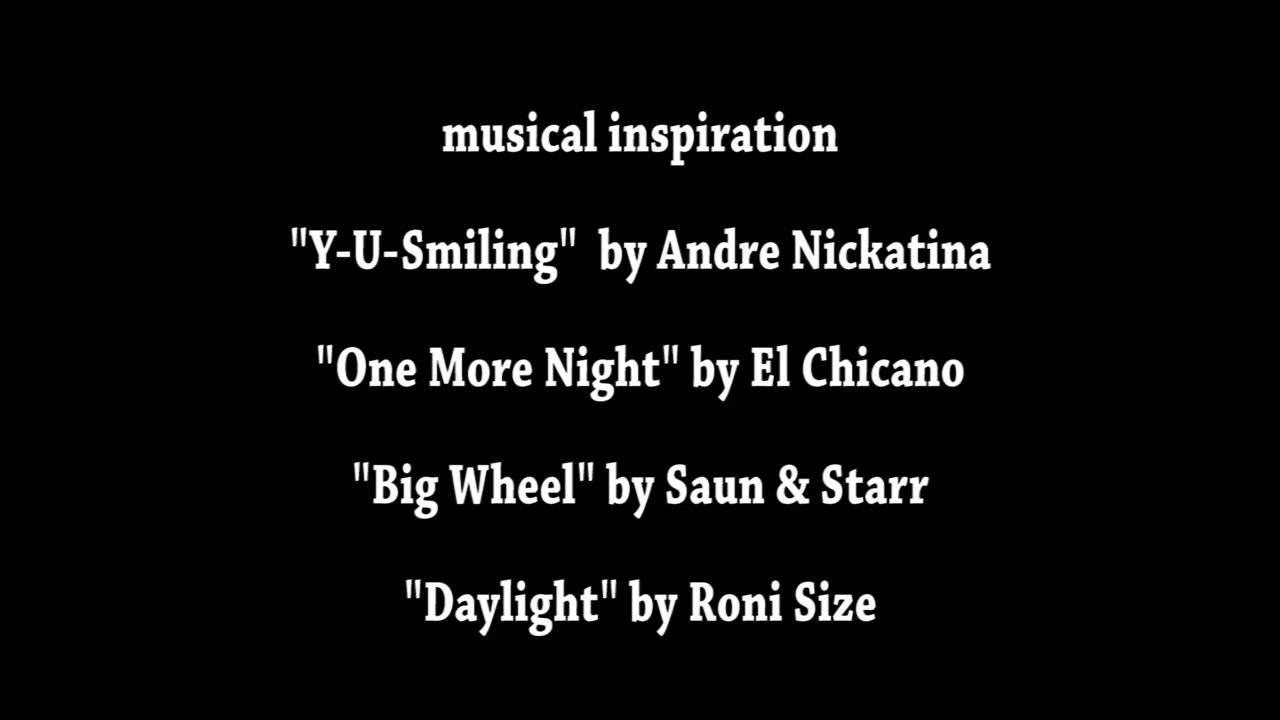 musical inspiration
"Y-U-Smiling"  by Andre Nickatina
"One More Night" by El Chicano
"Big Wheel" by Saun & Starr
"Daylight" by Roni Size